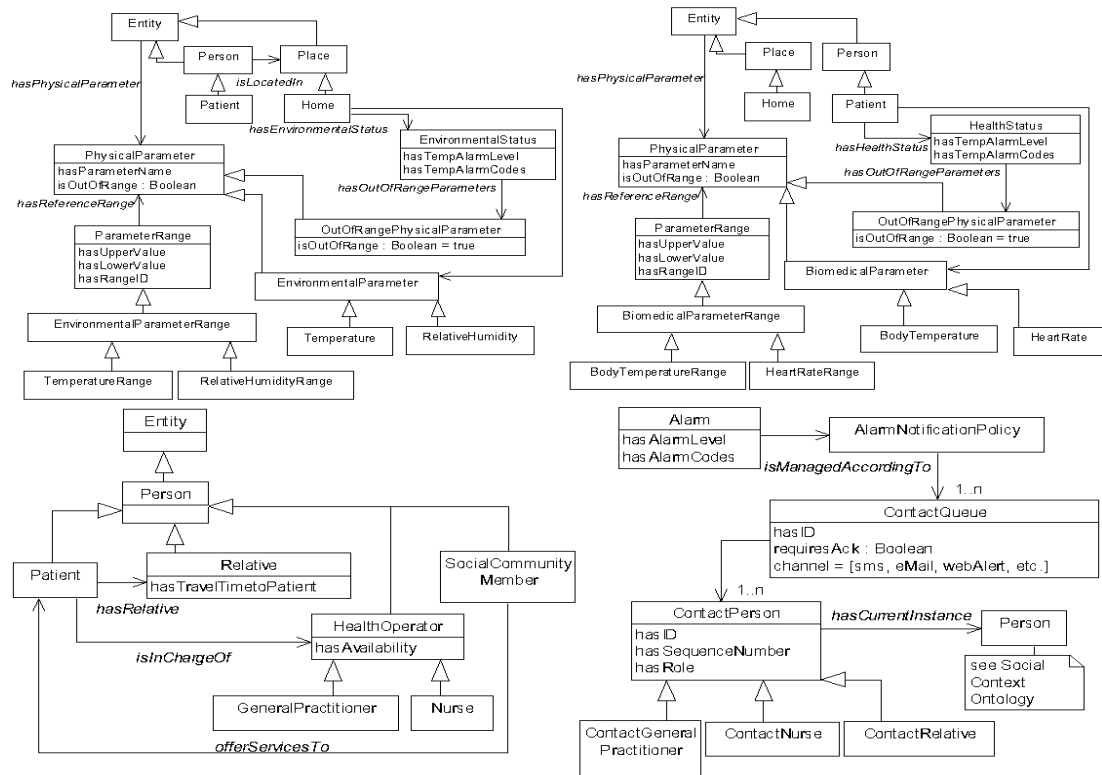 Entity
Person
Place
hasPhysicalParameter
isLocatedIn
Patient
Home
hasEnvironmentalStatus
EnvironmentalStatus
hasTempAlarmLevel
hasTempAlarmCodes
PhysicalParameter
hasParameterName
isOutOfRange : Boolean
hasOutOfRangeParameters
hasReferenceRange
ParameterRange
hasUpperValue
hasLowerValue
hasRangeID
OutOfRangePhysicalParameter
isOutOfRange : Boolean = true
EnvironmentalParameter
EnvironmentalParameterRange
Temperature
RelativeHumidity
TemperatureRange
RelativeHumidityRange
Entity
Place
Person
hasPhysicalParameter
Home
Patient
HealthStatus
hasTempAlarmLevel
hasTempAlarmCodes
hasHealthStatus
PhysicalParameter
hasParameterName
isOutOfRange : Boolean
hasOutOfRangeParameters
hasReferenceRange
ParameterRange
hasUpperValue
hasLowerValue
hasRangeID
OutOfRangePhysicalParameter
isOutOfRange : Boolean = true
BiomedicalParameter
BiomedicalParameterRange
BodyTemperature
HeartRate
BodyTemperatureRange
HeartRateRange
Entity
Person
Patient
Relative
hasTravelTimetoPatient
SocialCommunity
Member
hasRelative
HealthOperator
hasAvailability
isInChargeOf
GeneralPractitioner
Nurse
offerServicesTo
Alarm
hasAlarmLevel
hasAlarmCodes
AlarmNotificationPolicy
isManagedAccordingTo
1..n
ContactQueue
hasID
requiresAck : Boolean
channel = [sms, eMail, webAlert, etc.]
1..n
ContactPerson
hasID
hasSequenceNumber
hasRole
hasCurrentInstance
Person
see Social
Context
Ontology
ContactGeneral
Practitioner
ContactNurse
ContactRelative